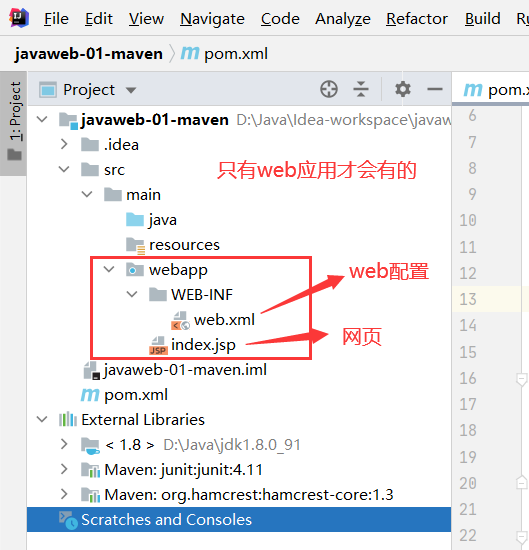 File Edit View Navigate Code Analyze Refactor Build
javaweb-01-maven pom.xml
1: Project
Project
pom.x
javaweb-01-maven D:\Java\Idea-workspace\javaw
.idea
src
只有web应用才会有的
main
java
resources
webapp
WEB-INF
web配置
web.xml
index.jsp
网页
javaweb-01-maven.iml
pom.xml
External Libraries
< 1.8 > D:\Java\jdk1.8.0_91
Maven: junit:junit:4.11
Maven: org.hamcrest:hamcrest-core:1.3
Scratches and Consoles
6
7
8
9
10
11
12
13
14
15
16
17
18
19
20
21
22